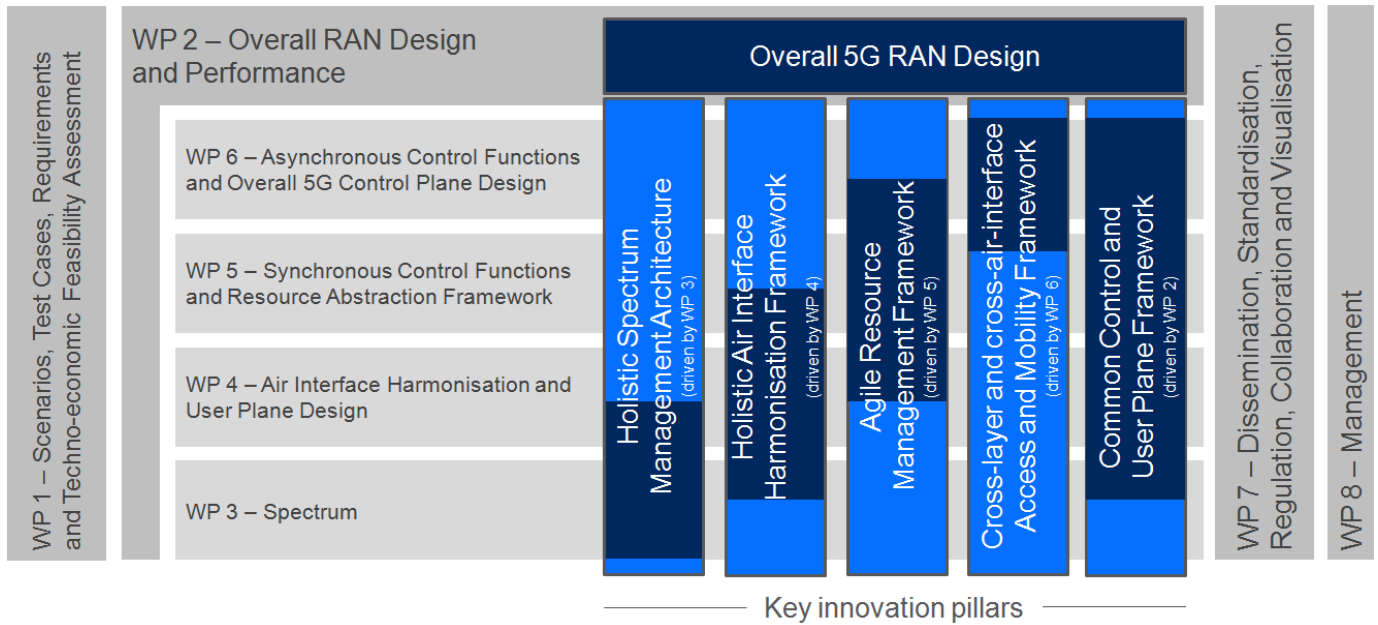 WP 1 – Scenarios, Test Cases, Requirements
and Techno-economic Feasibility Assessment
WP 2 – Overall RAN Design
and Performance
Overall 5G RAN Design
WP 6 – Asynchronous Control Functions
and Overall 5G Control Plane Design
WP 5 – Synchronous Control Functions
and Resource Abstraction Framework
WP 4 – Air Interface Harmonisation and
User Plane Design
WP 3 – Spectrum
Holistic Spectrum
Management Architecture
(driven by WP 3)
Holistic Air Interface
Harmonisation Framework
(driven by WP 4)
Agile Resource
Management Framework
(driven by WP 5)
Cross-layer and cross-air-interface
Access and Mobility Framework
(driven by WP 6)
Common Control and
User Plane Framework
(driven by WP 2)
WP 7 – Dissemination, Standardisation,
Regulation, Collaboration and Visualisation
WP 8 – Management
Key innovation pillars